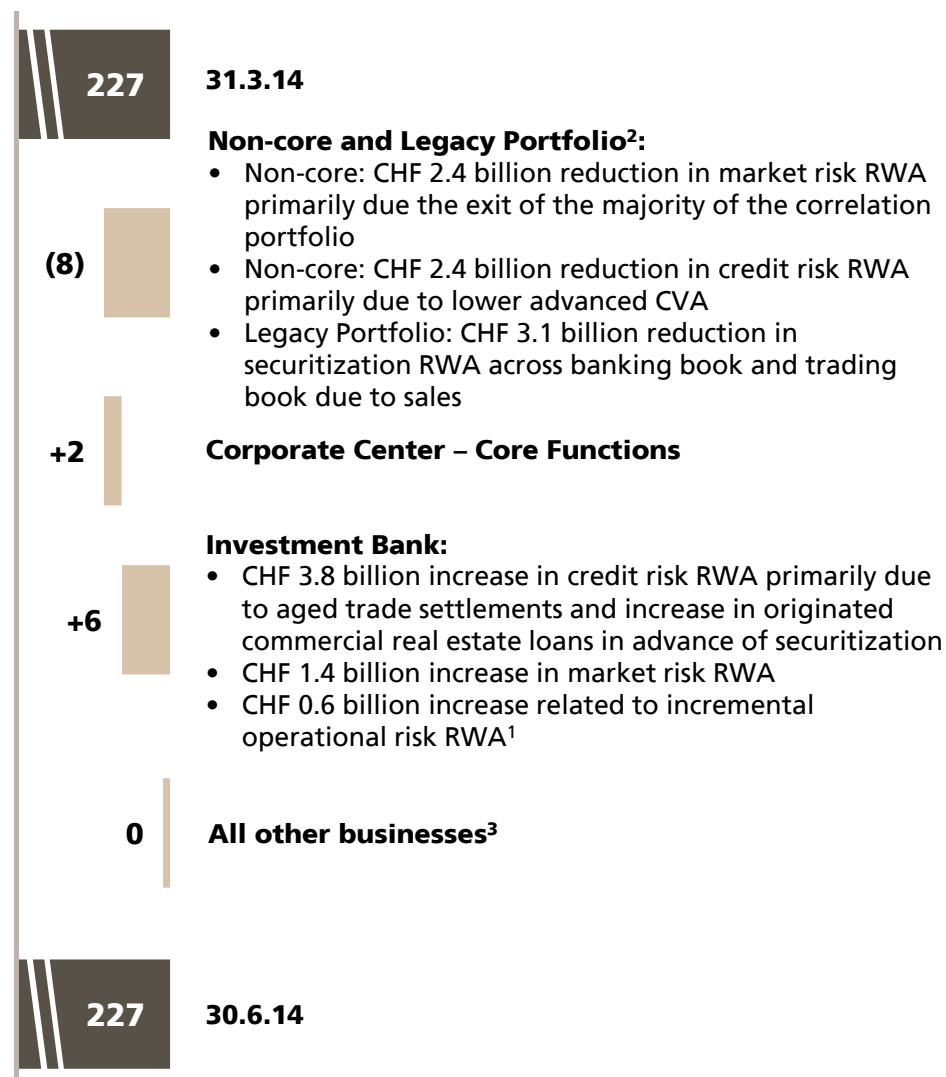 227 31.3.14
Non-core and Legacy Portfolio²:
• Non-core: CHF 2.4 billion reduction in market risk RWA
primarily due the exit of the majority of the correlation
portfolio
(8)
• Non-core: CHF 2.4 billion reduction in credit risk RWA
primarily due to lower advanced CVA
• Legacy Portfolio: CHF 3.1 billion reduction in
securitization RWA across banking book and trading
book due to sales
+2 Corporate Center – Core Functions
Investment Bank:
• CHF 3.8 billion increase in credit risk RWA primarily due
to aged trade settlements and increase in originated
commercial real estate loans in advance of securitization
+6
• CHF 1.4 billion increase in market risk RWA
• CHF 0.6 billion increase related to incremental
operational risk RWA¹
0 All other businesses³
227 30.6.14